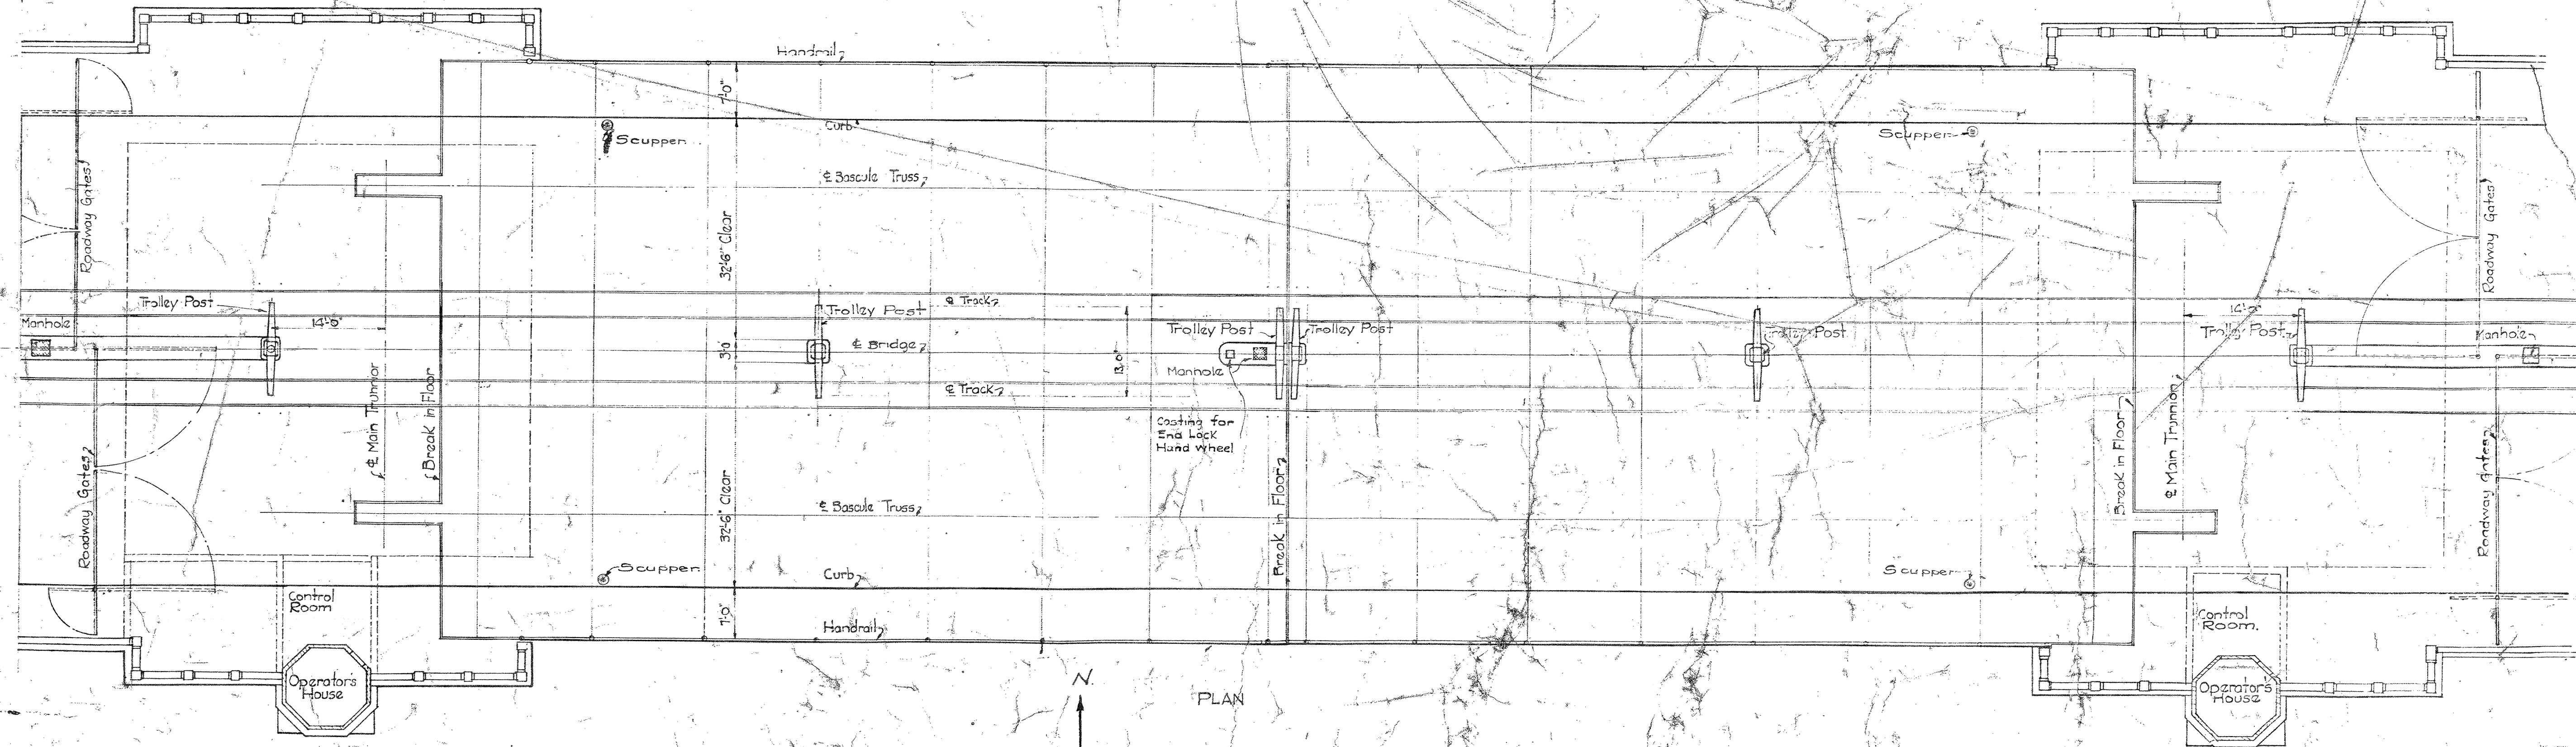 Handrail
7'-0"
Curb
Scupper
Scupper
℄ Bascule Truss
Roadway Gates
Roadway Gates
32'-6" Clear
Trolley Post
Manhole
14'-0"
Trolley Post
℄ Track
℄ Bridge
3'-0"
13'-0"
℄ Track
Trolley Post
Trolley Post
Manhole
Casting for
End Lock
Hand Wheel
Post
14'-0"
Trolley Post
Manhole
℄ Main Trunnion
Break in Floor
Break in Floor
Break in Floor
℄ Main Trunnion
Roadway Gates
Roadway Gates
32'-6" Clear
℄ Bascule Truss
Scupper
Curb
Scupper
Control
Room
7'-0"
Handrail
Control
Room.
Operator's
House
N.
PLAN
Operator's
House